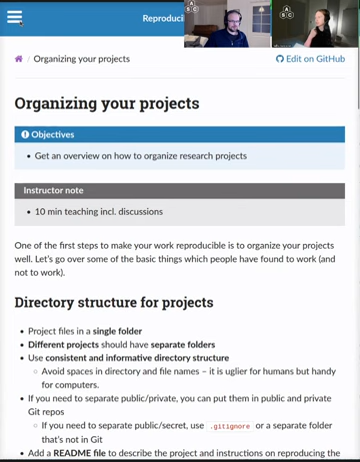 Reproduci
Organizing your projects
Edit on GitHub
Organizing your projects
Objectives
Get an overview on how to organize research projects
Instructor note
10 min teaching incl. discussions
One of the first steps to make your work reproducible is to organize your projects
well. Let's go over some of the basic things which people have found to work (and
not to work).
Directory structure for projects
Project files in a single folder
Different projects should have separate folders
Use consistent and informative directory structure
Avoid spaces in directory and file names – it is uglier for humans but handy
for computers.
If you need to separate public/private, you can put them in public and private
Git repos
If you need to separate public/secret, use .gitignore or a separate folder
that's not in Git
Add a README file to describe the project and instructions on reproducing the